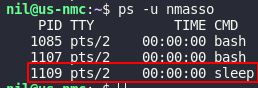 nil@us-nmc:~$ ps -u nmasso
PID TTY TIME CMD
1085 pts/2 00:00:00 bash
1107 pts/2 00:00:00 bash
1109 pts/2 00:00:00 sleep